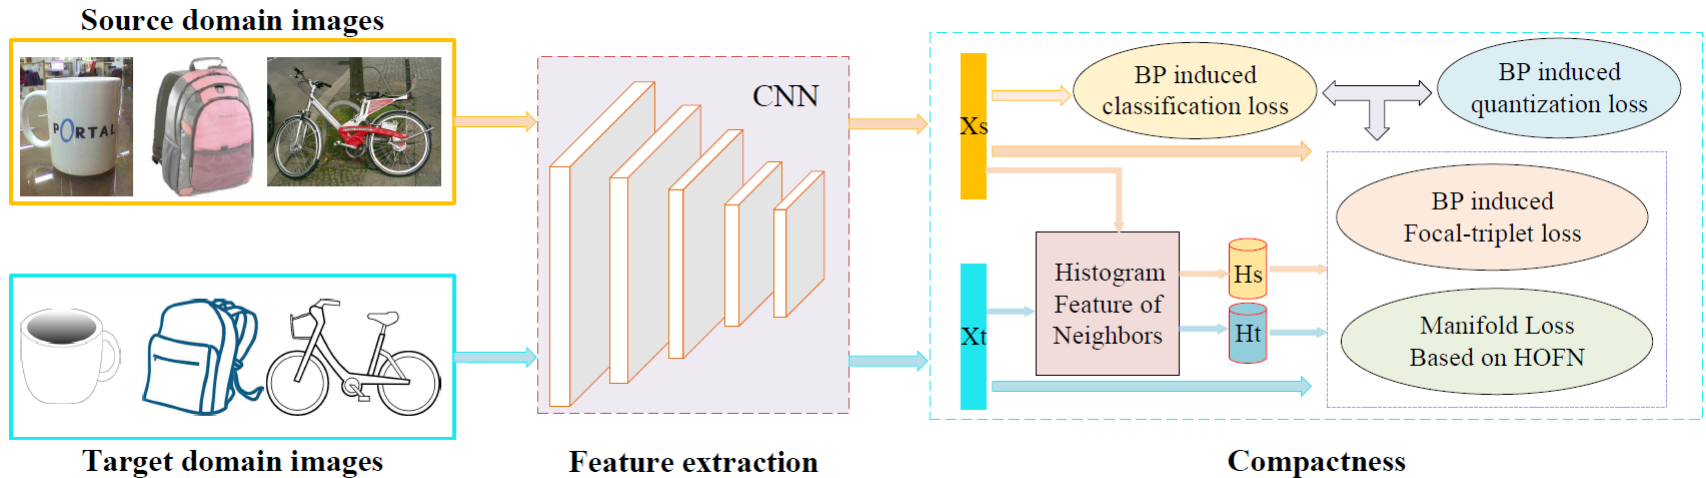 Source domain images
PORTAL
Target domain images
CNN
Feature extraction
Xs
Xt
BP induced
classification loss
BP induced
quantization loss
BP induced
Focal-triplet loss
Histogram
Feature of
Neighbors
Hs
Ht
Manifold Loss
Based on HOFN
Compactness